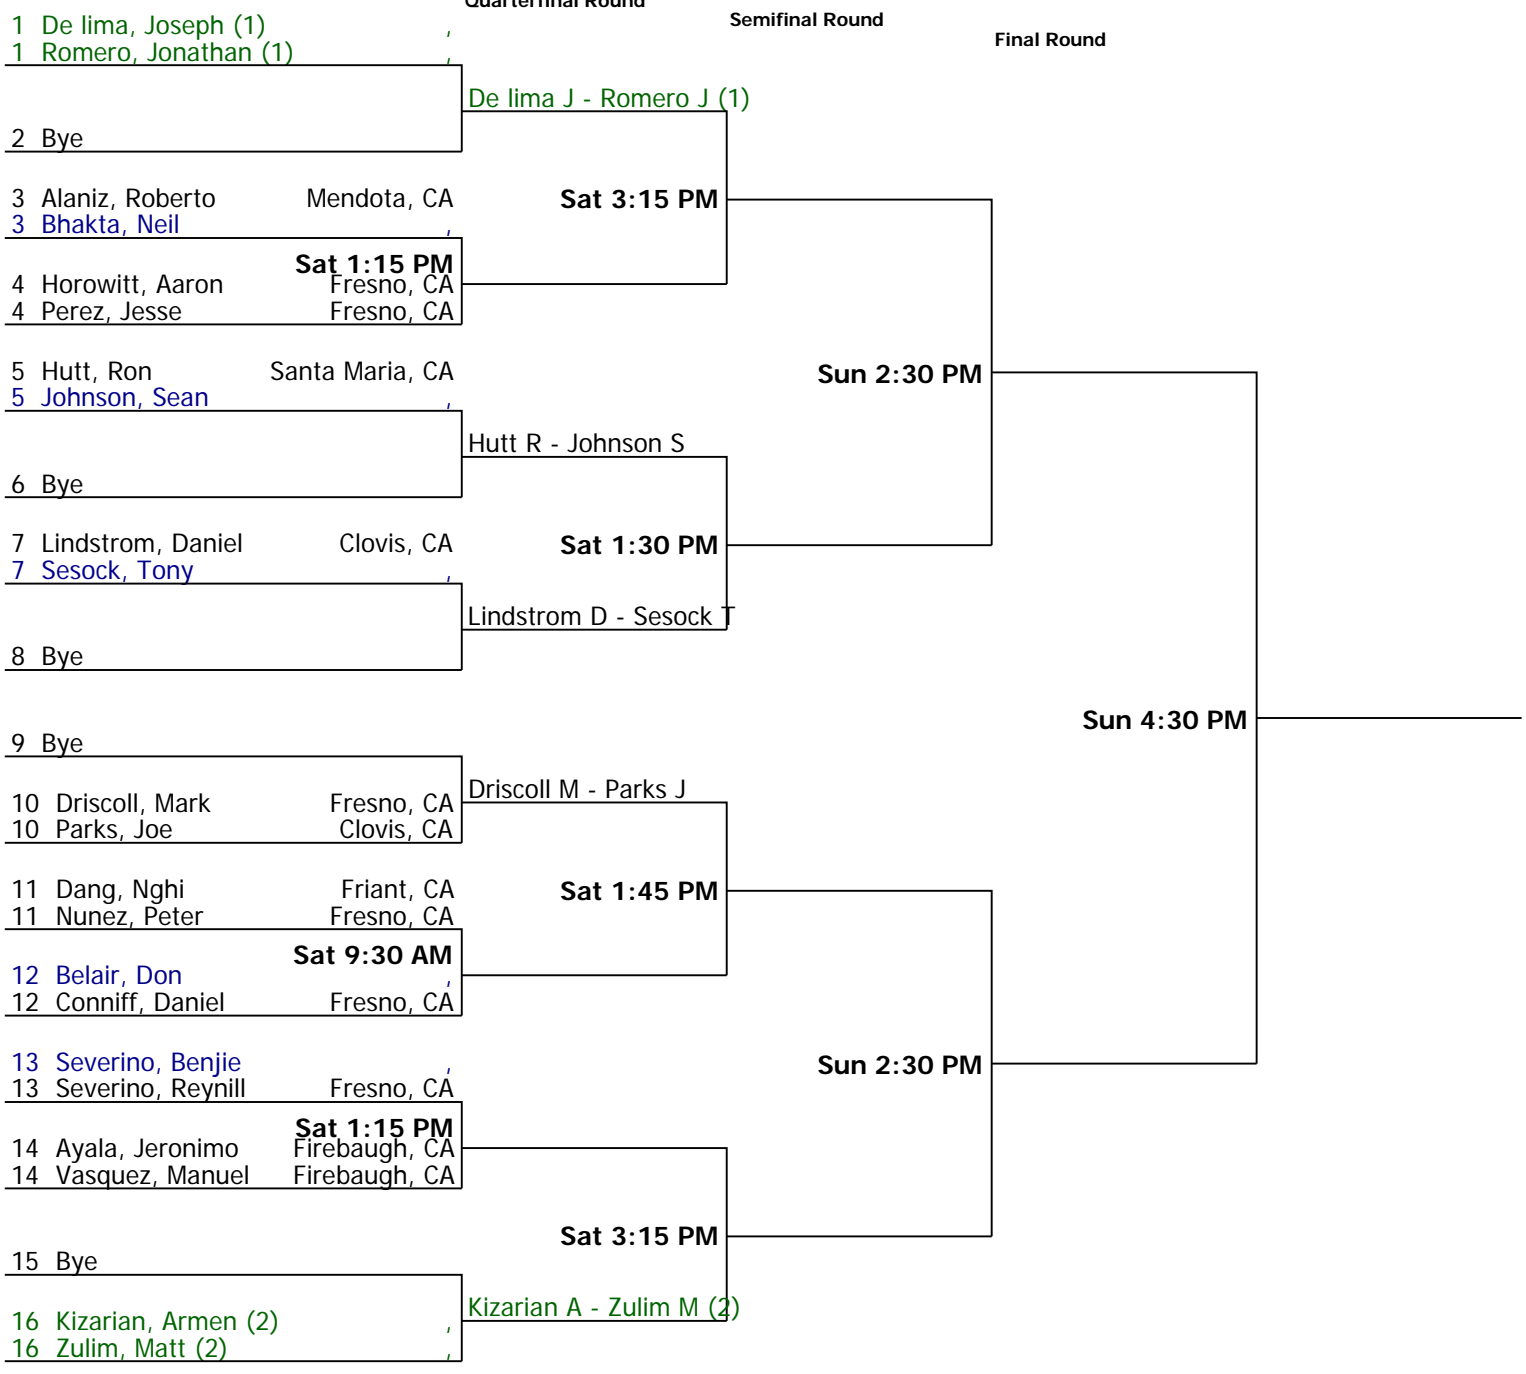 Quarterfinal Round
Semifinal Round
Final Round
1 De lima, Joseph (1) ,
1 Romero, Jonathan (1) ,
De lima J - Romero J (1)
2 Bye
3 Alaniz, Roberto Mendota, CA
Sat 3:15 PM
3 Bhakta, Neil ,
Sat 1:15 PM
4 Horowitt, Aaron Fresno, CA
4 Perez, Jesse Fresno, CA
5 Hutt, Ron Santa Maria, CA
Sun 2:30 PM
5 Johnson, Sean ,
Hutt R - Johnson S
6 Bye
7 Lindstrom, Daniel Clovis, CA
Sat 1:30 PM
7 Sesock, Tony ,
Lindstrom D - Sesock T
8 Bye
Sun 4:30 PM
9 Bye
Driscoll M - Parks J
10 Driscoll, Mark Fresno, CA
10 Parks, Joe Clovis, CA
11 Dang, Nghi Friant, CA
Sat 1:45 PM
11 Nunez, Peter Fresno, CA
Sat 9:30 AM
12 Belair, Don ,
12 Conniff, Daniel Fresno, CA
13 Severino, Benjie ,
Sun 2:30 PM
13 Severino, Reynill Fresno, CA
Sat 1:15 PM
14 Ayala, Jeronimo Firebaugh, CA
14 Vasquez, Manuel Firebaugh, CA
Sat 3:15 PM
15 Bye
Kizarian A - Zulim M (2)
16 Kizarian, Armen (2) ,
16 Zulim, Matt (2) ,